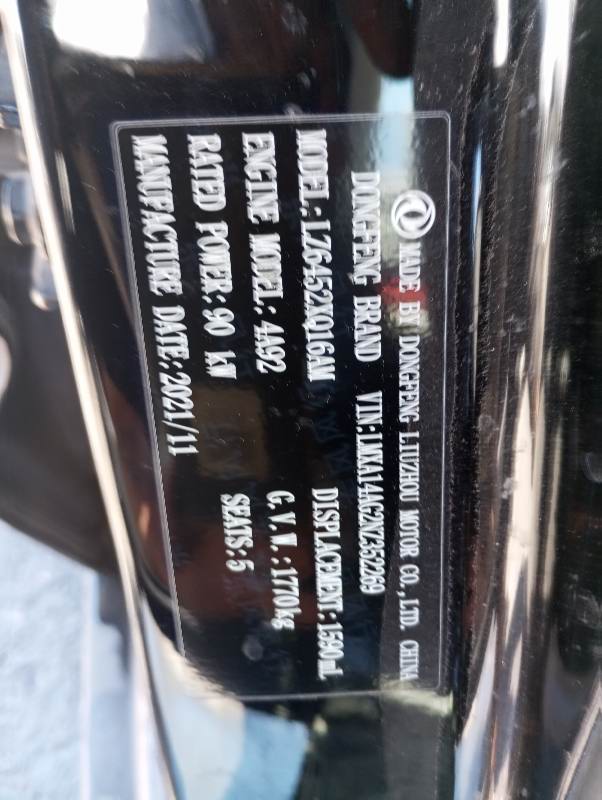 MADE BY DONGFENG LIUZHOU MOTOR CO.,LTD. CHINA
DONGFENG BRAND VIN:LMXA14AG2NZ352269
MODEL:LZ6452XQ16AM DISPLACEMENT:1590mL
ENGINE MODEL:4A92 G.V.W.:1770kg
RATED POWER:90 kW SEATS:5
MANUFACTURE DATE:2021/11